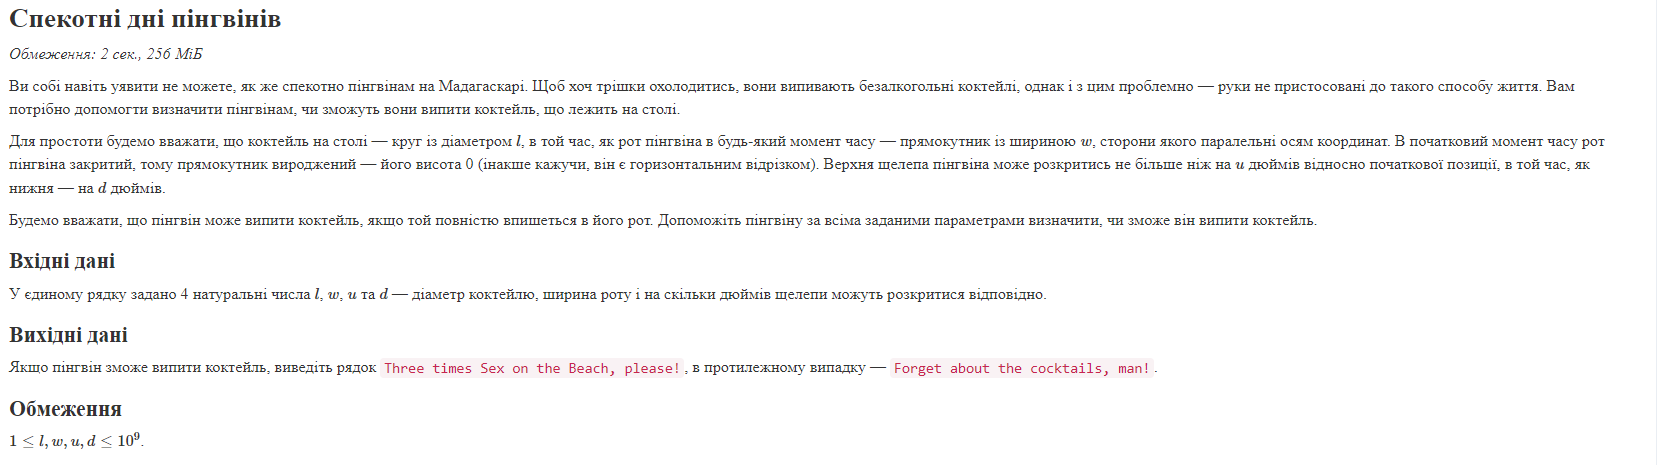 Спекотні дні пінгвінів
Обмеження: 2 сек., 256 МіБ
Ви собі навіть уявити не можете, як же спекотно пінгвінам на Мадагаскарі. Щоб хоч трішки охолодитись, вони випивають безалкогольні коктейлі, однак і з цим проблемно — руки не пристосовані до такого способу життя. Вам
потрібно допомогти визначити пінгвінам, чи зможуть вони випити коктейль, що лежить на столі.
Для простоти будемо вважати, що коктейль на столі — круг із діаметром l, в той час, як рот пінгвіна в будь-який момент часу — прямокутник із шириною w, сторони якого паралельні осям координат. В початковий момент часу рот
пінгвіна закритий, тому прямокутник вироджений — його висота 0 (інакше кажучи, він є горизонтальним відрізком). Верхня щелепа пінгвіна може розкритись не більше ніж на u дюймів відносно початкової позиції, в той час, як
нижня — на d дюймів.
Будемо вважати, що пінгвін може випити коктейль, якщо той повністю впишеться в його рот. Допоможіть пінгвіну за всіма заданими параметрами визначити, чи зможе він випити коктейль.
Вхідні дані
У єдиному рядку задано 4 натуральні числа l, w, u та d — діаметр коктейлю, ширина роту і на скільки дюймів щелепи можуть розкритися відповідно.
Вихідні дані
Якщо пінгвін зможе випити коктейль, виведіть рядок Three times Sex on the Beach, please!, в протилежному випадку — Forget about the cocktails, man!.
Обмеження
1 ≤ l, w, u, d ≤ 10⁹.